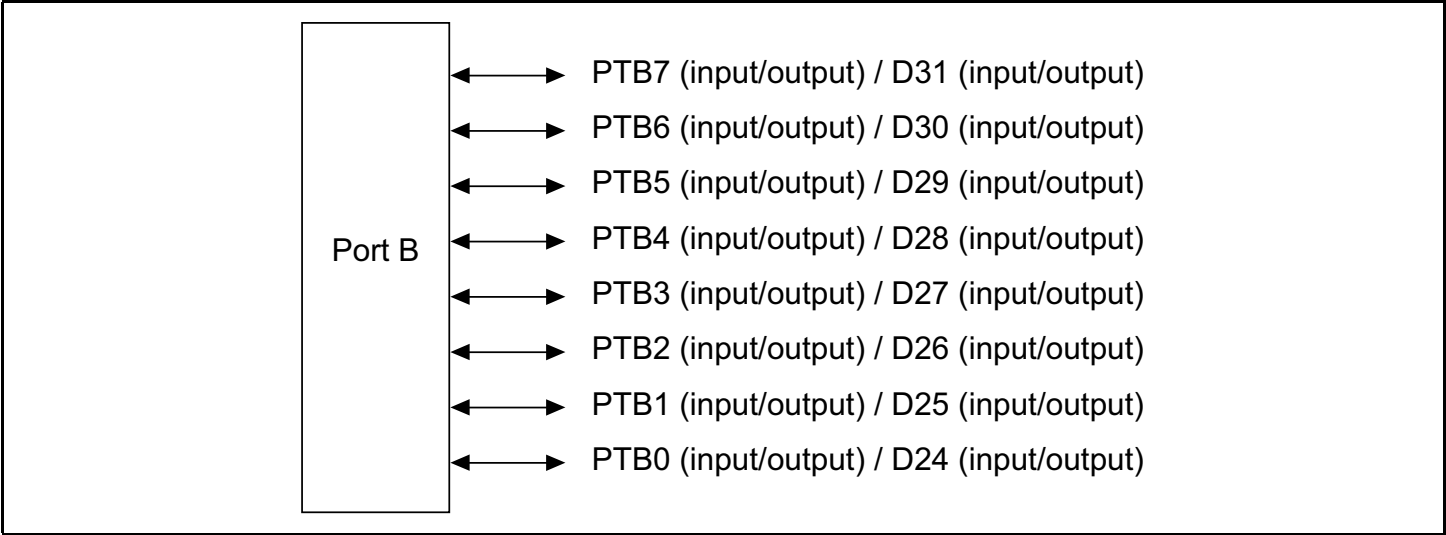 PTB7 (input/output) / D31 (input/output)
PTB6 (input/output) / D30 (input/output)
PTB5 (input/output) / D29 (input/output)
PTB4 (input/output) / D28 (input/output)
Port B
PTB3 (input/output) / D27 (input/output)
PTB2 (input/output) / D26 (input/output)
PTB1 (input/output) / D25 (input/output)
PTB0 (input/output) / D24 (input/output)